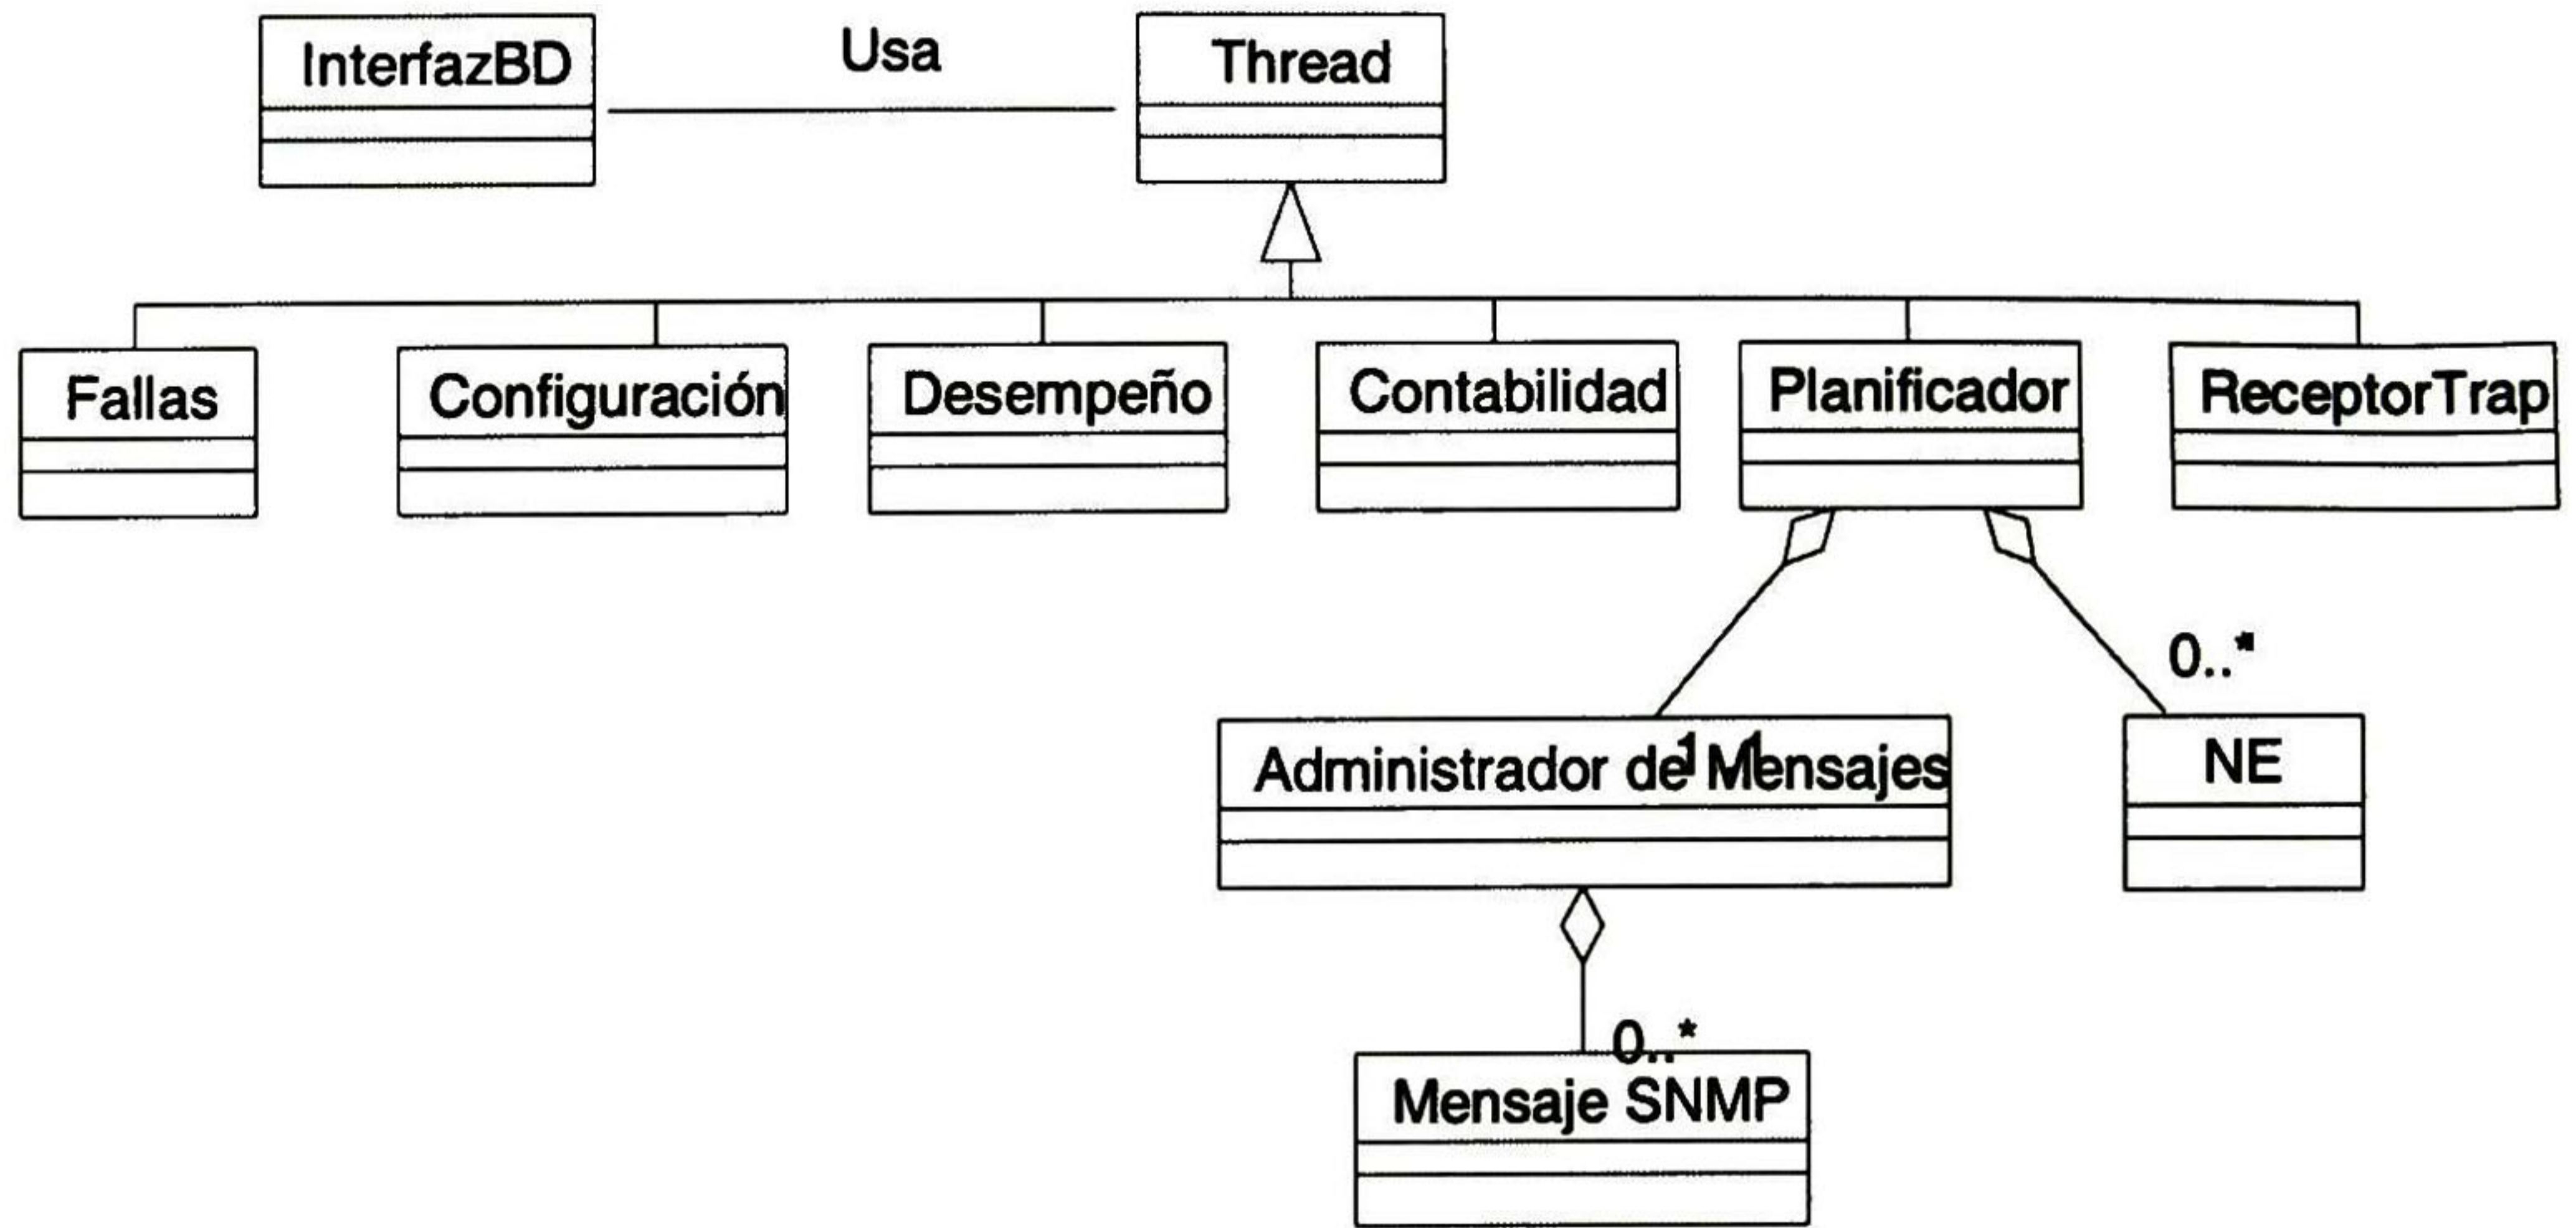 InterfazBD
Usa
Thread
Fallas
Configuración
Desempeño
Contabilidad
Planificador
ReceptorTrap
0..*
1 1
Administrador de Mensajes
NE
0..*
Mensaje SNMP